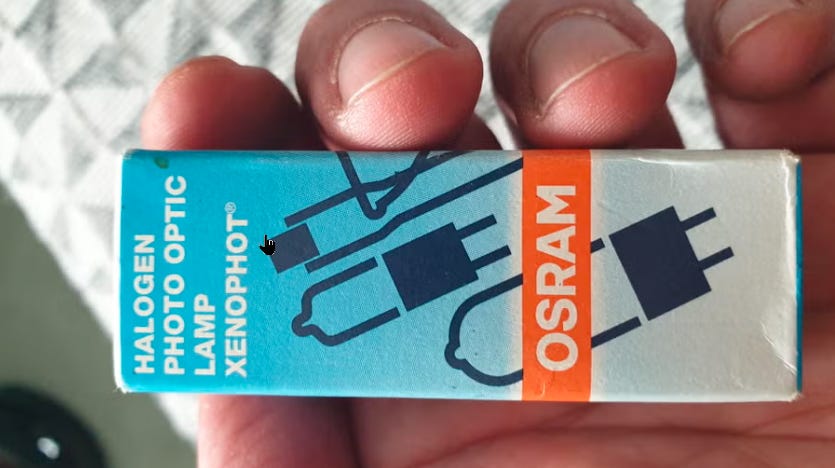 HALOGEN
PHOTO OPTIC
LAMP
XENOPHOT®
OSRAM